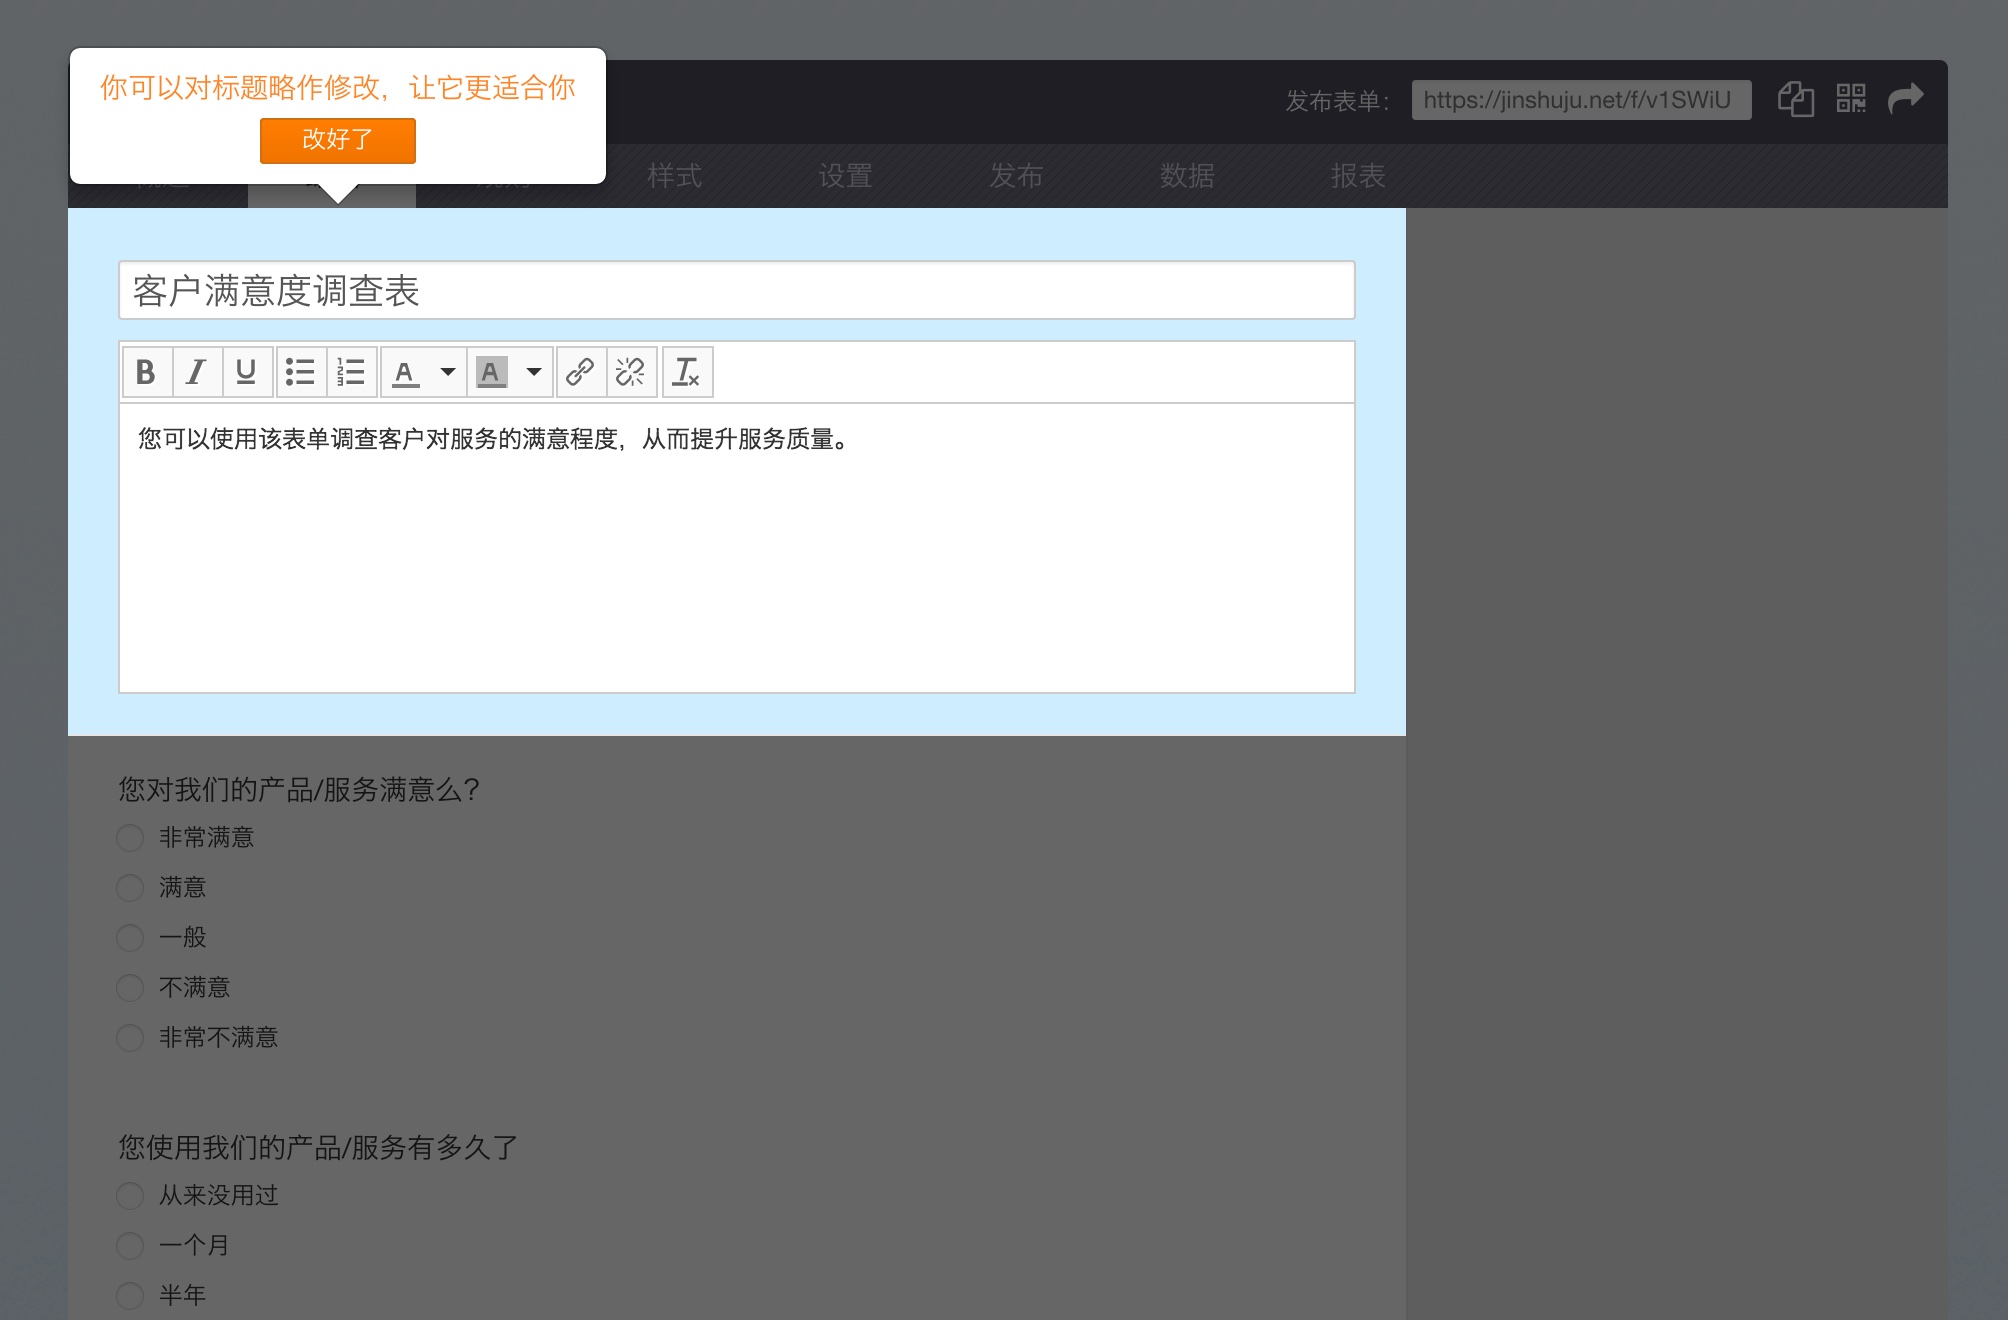 你可以对标题略作修改，让它更适合你
改好了
发布表单：
https://jinshuju.net/f/v1SWiU
样式
设置
发布
数据
报表
客户满意度调查表
B I U A A
您可以使用该表单调查客户对服务的满意程度，从而提升服务质量。
您对我们的产品/服务满意么？
非常满意
满意
一般
不满意
非常不满意
您使用我们的产品/服务有多久了
从来没用过
一个月
半年